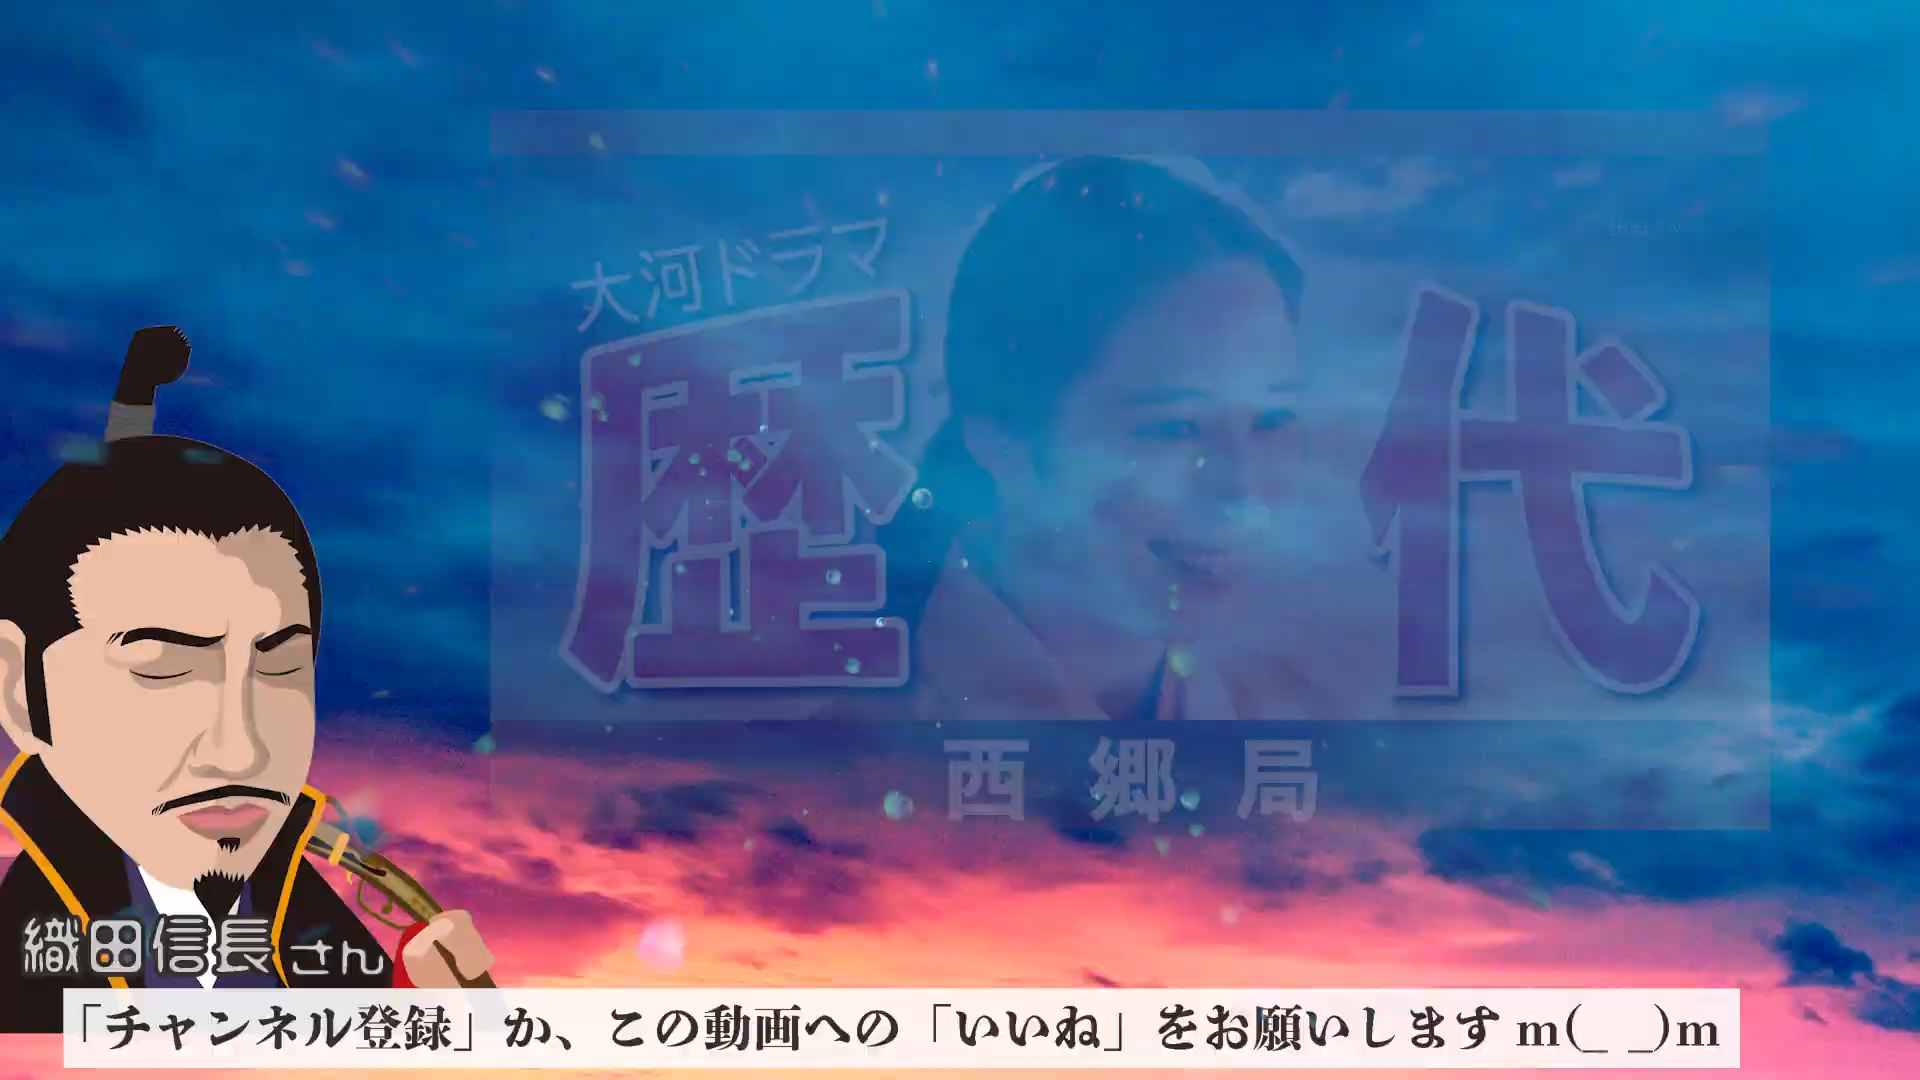 大河ドラマ
歴代
西郷局
織田信長さん
「チャンネル登録」か、この動画への「いいね」をお願いします m(_ _)m